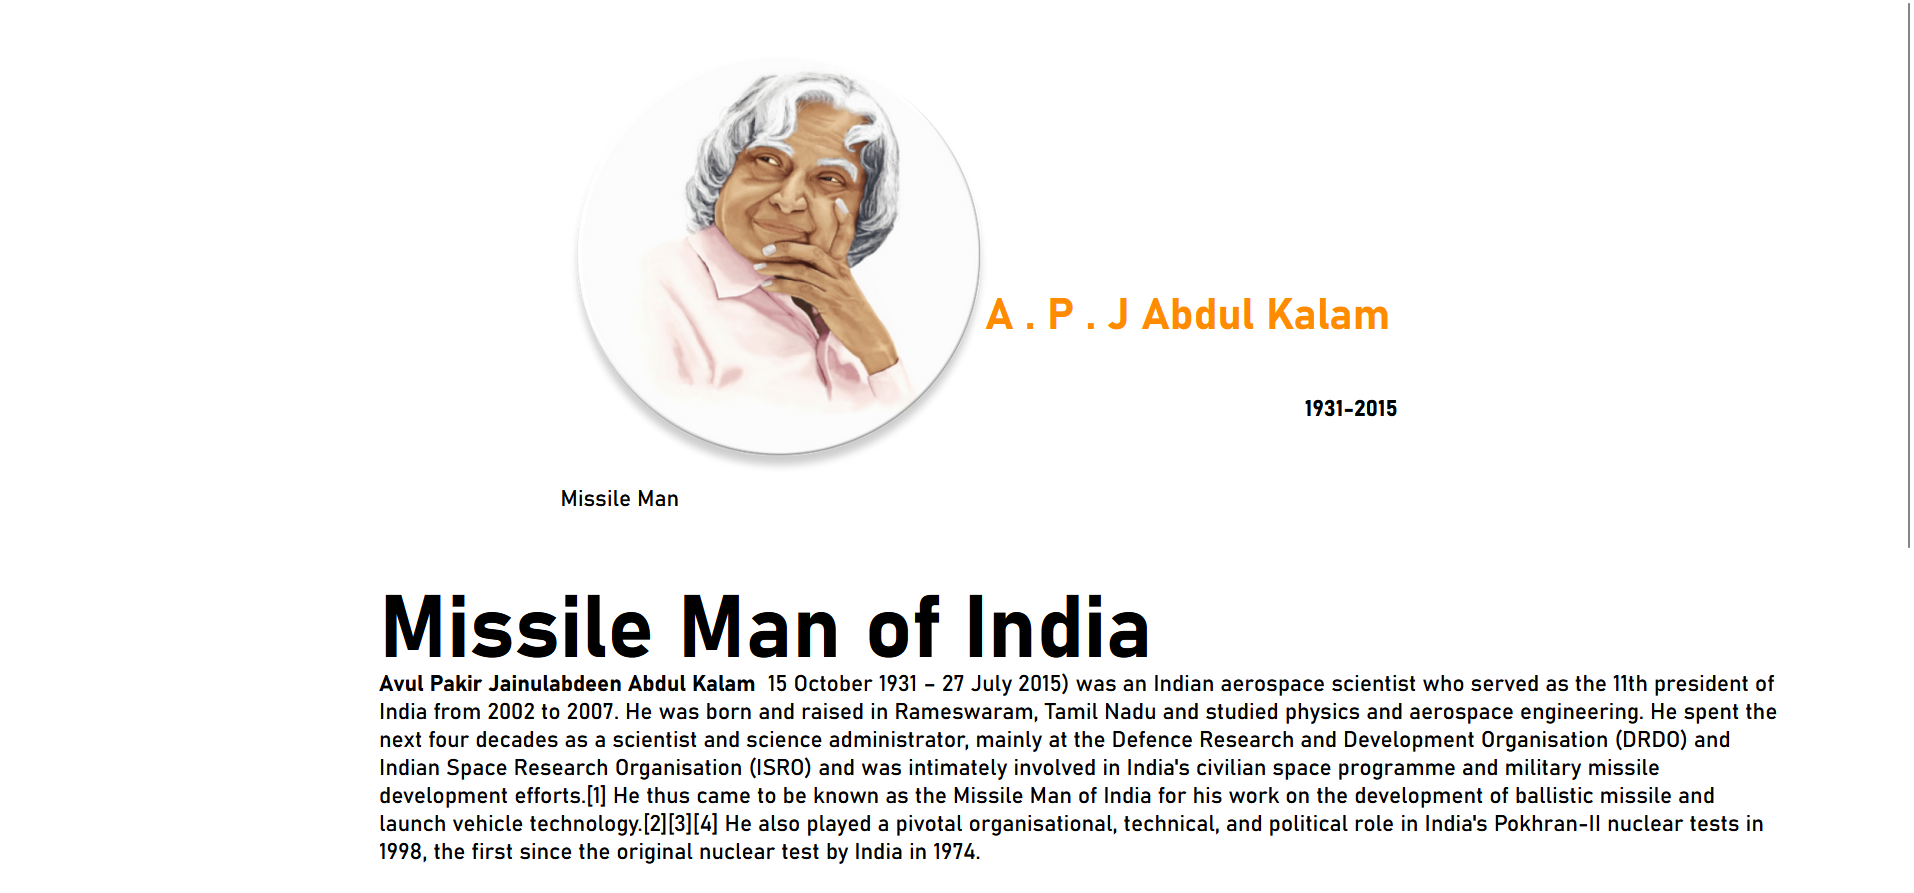 A . P . J Abdul Kalam
1931-2015
Missile Man
Missile Man of India
Avul Pakir Jainulabdeen Abdul Kalam  15 October 1931 – 27 July 2015) was an Indian aerospace scientist who served as the 11th president of
India from 2002 to 2007. He was born and raised in Rameswaram, Tamil Nadu and studied physics and aerospace engineering. He spent the
next four decades as a scientist and science administrator, mainly at the Defence Research and Development Organisation (DRDO) and
Indian Space Research Organisation (ISRO) and was intimately involved in India's civilian space programme and military missile
development efforts.[1] He thus came to be known as the Missile Man of India for his work on the development of ballistic missile and
launch vehicle technology.[2][3][4] He also played a pivotal organisational, technical, and political role in India's Pokhran-II nuclear tests in
1998, the first since the original nuclear test by India in 1974.